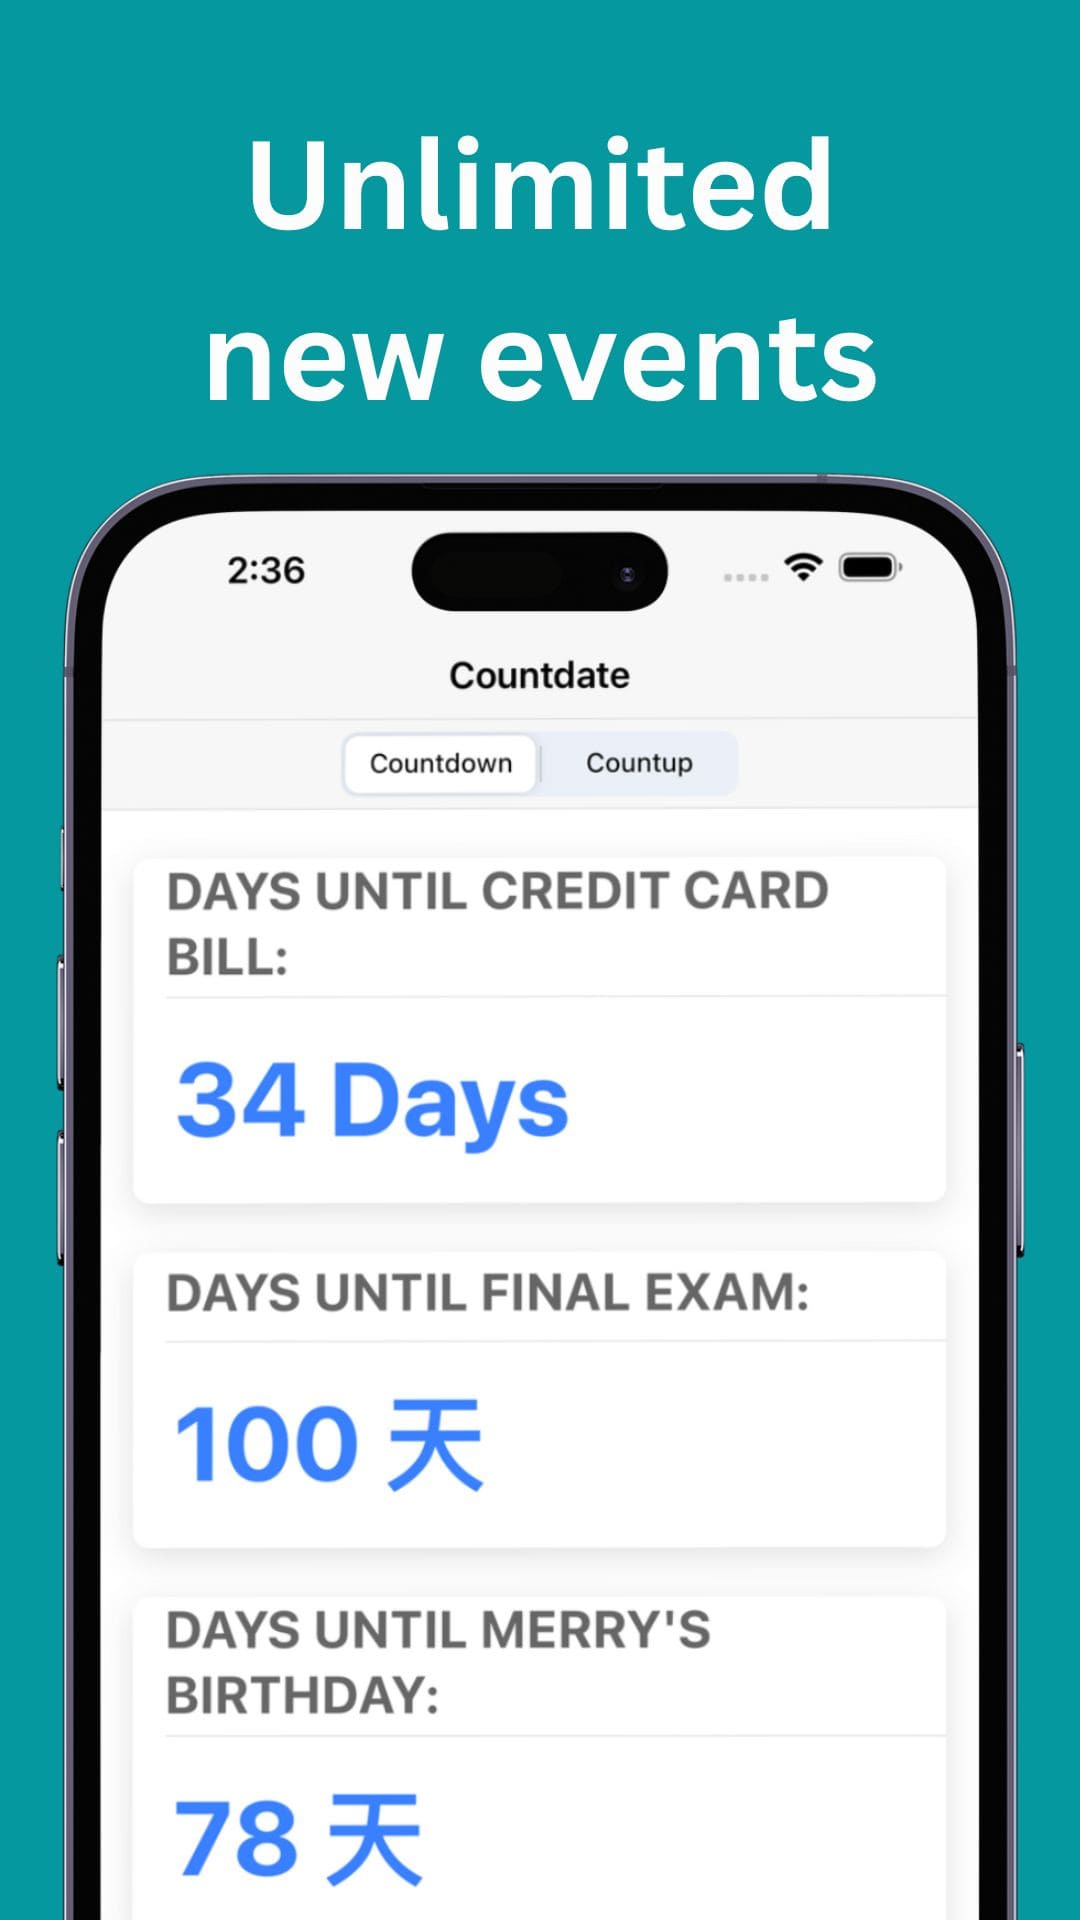 Unlimited
new events
2:36
Countdate
Countdown Countup
DAYS UNTIL CREDIT CARD
BILL:
34 Days
DAYS UNTIL FINAL EXAM:
100 天
DAYS UNTIL MERRY'S
BIRTHDAY:
78 天